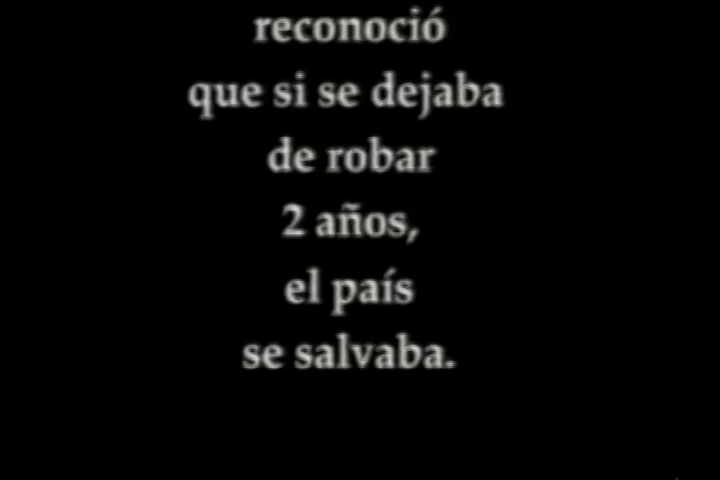 reconoció
que si se dejaba
de robar
2 años,
el país
se salvaba.